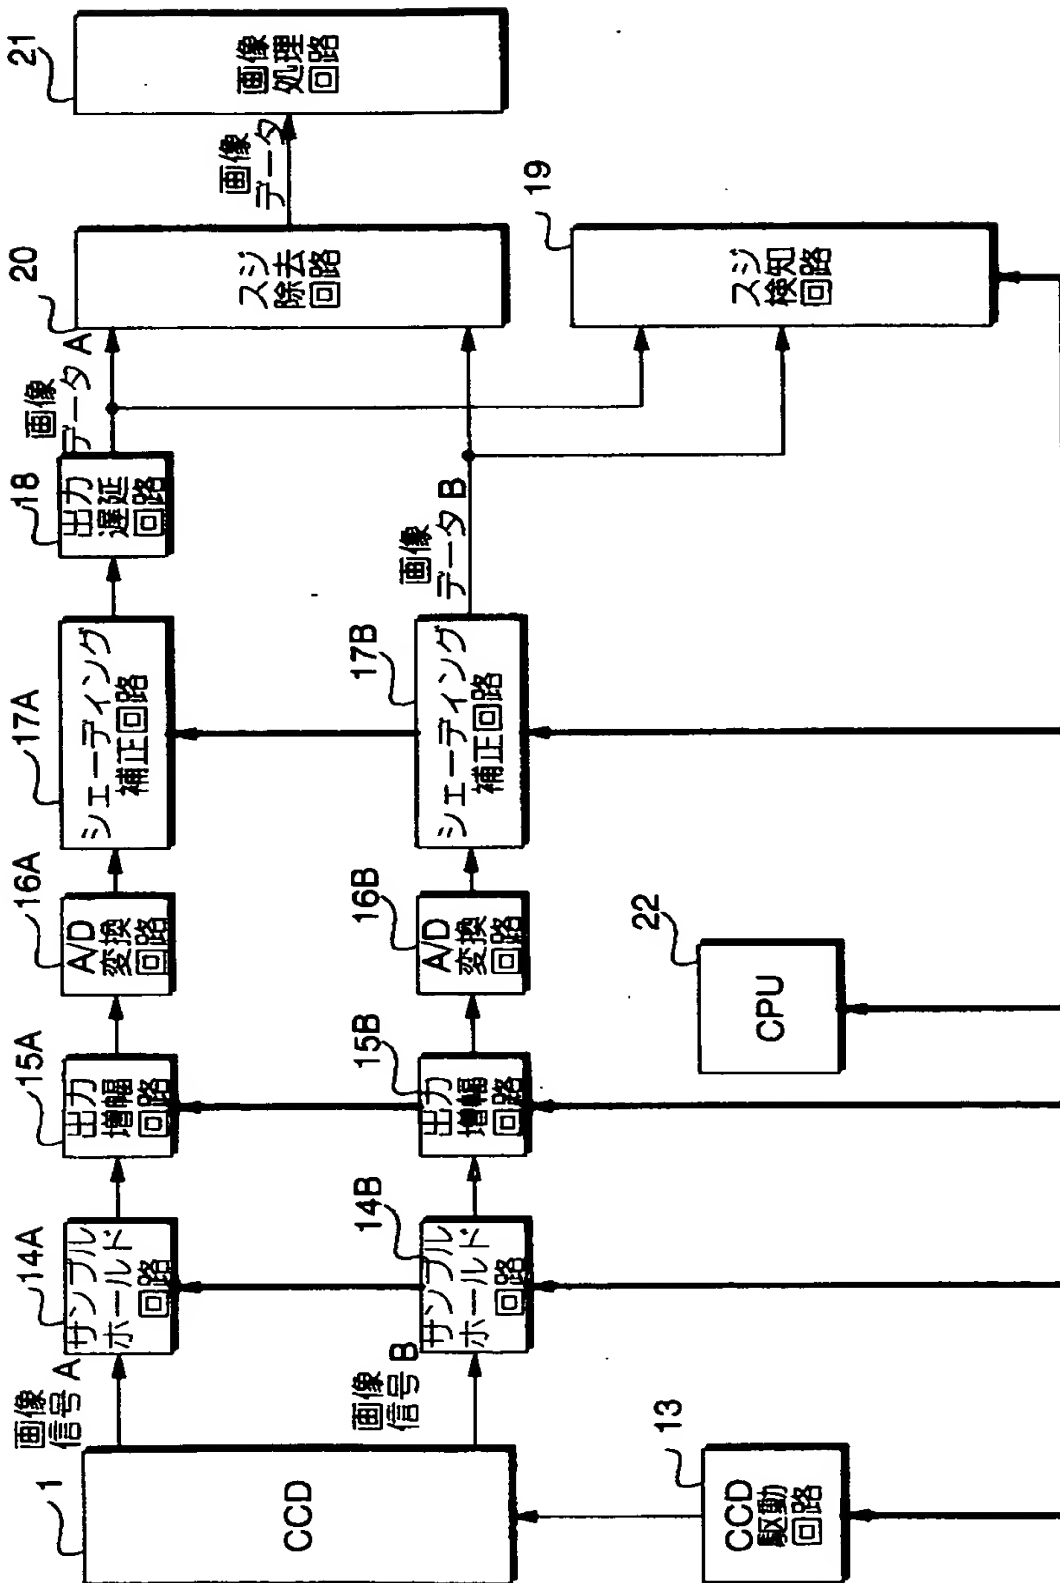 1
CCD
画像
信号 A
14A
サンプル
ホールド
回路
15A
出力
増幅
回路
16A
A/D
変換
回路
17A
シェーディング
補正回路
18
出力
遅延
回路
画像
データ A
20
スジ
除去
回路
画像
データ
21
画像
処理
回路
画像
信号 B
14B
サンプル
ホールド
回路
15B
出力
増幅
回路
16B
A/D
変換
回路
17B
シェーディング
補正回路
画像
データ B
19
スジ
検知
回路
13
CCD
駆動
回路
22
CPU